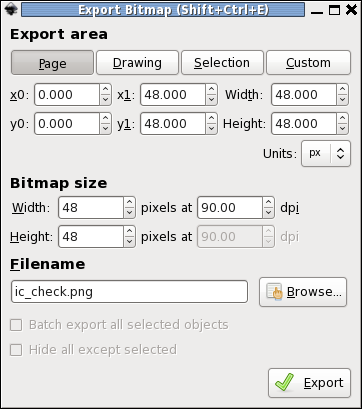 Export Bitmap (Shift+Ctrl+E)
Export area
Page Drawing Selection Custom
x0: 0.000 x1: 48.000 Width: 48.000
y0: 0.000 y1: 48.000 Height: 48.000
Units: px
Bitmap size
Width: 48 pixels at 90.00 dpi
Height: 48 pixels at 90.00 dpi
Filename
ic_check.png Browse...
Batch export all selected objects
Hide all except selected
Export